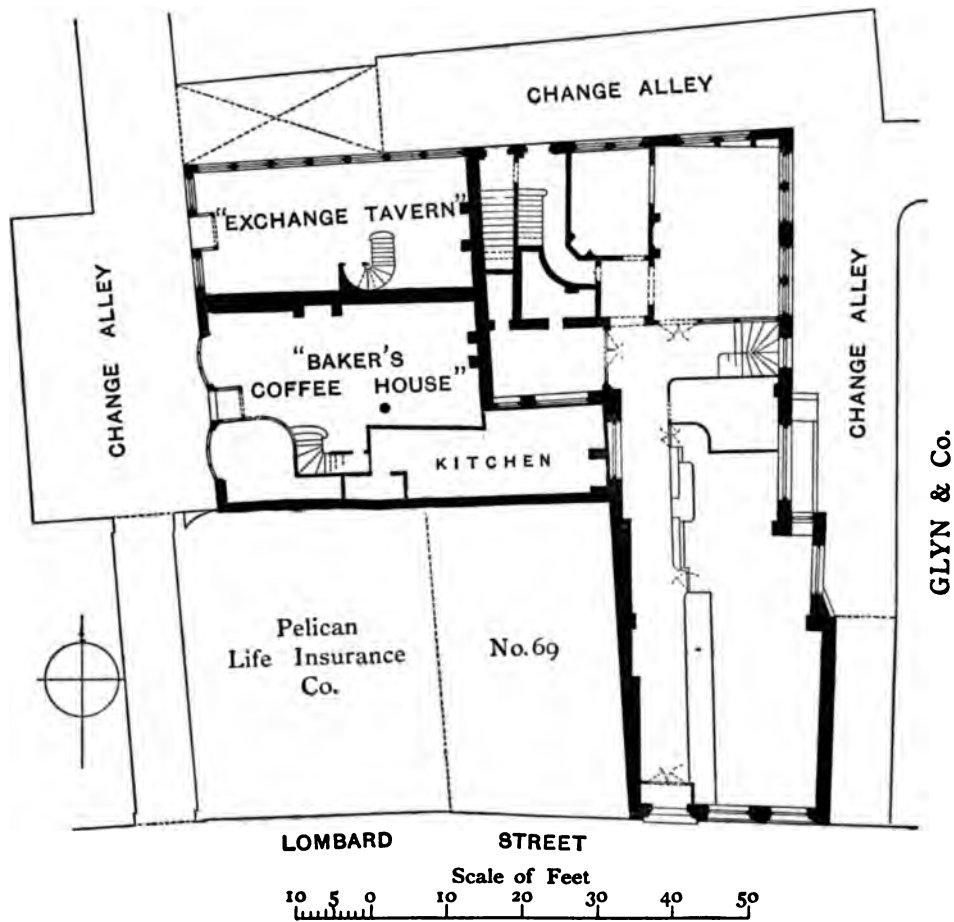 CHANGE ALLEY
"EXCHANGE TAVERN"
CHANGE ALLEY
"BAKER'S
COFFEE HOUSE"
KITCHEN
CHANGE ALLEY
GLYN & Co.
Pelican
Life Insurance
Co.
No. 69
LOMBARD STREET
Scale of Feet
10 5 0 10 20 30 40 50